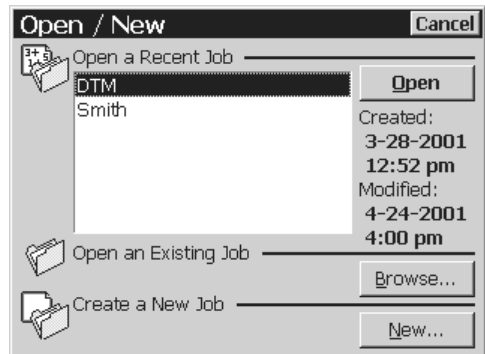 Open / New Cancel
Open a Recent Job
DTM
Smith
Open
Created:
3-28-2001
12:52 pm
Modified:
4-24-2001
4:00 pm
Open an Existing Job
Browse...
Create a New Job
New...